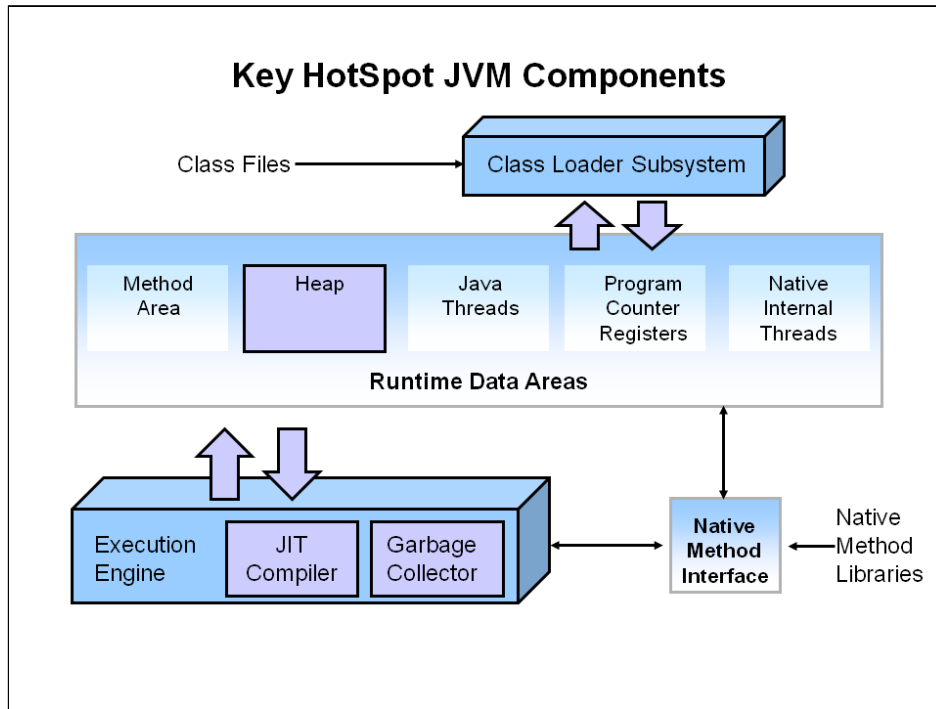 Key HotSpot JVM Components
Class Files
Class Loader Subsystem
Method
Area
Heap
Java
Threads
Program
Counter
Registers
Native
Internal
Threads
Runtime Data Areas
Execution
Engine
JIT
Compiler
Garbage
Collector
Native
Method
Interface
Native
Method
Libraries